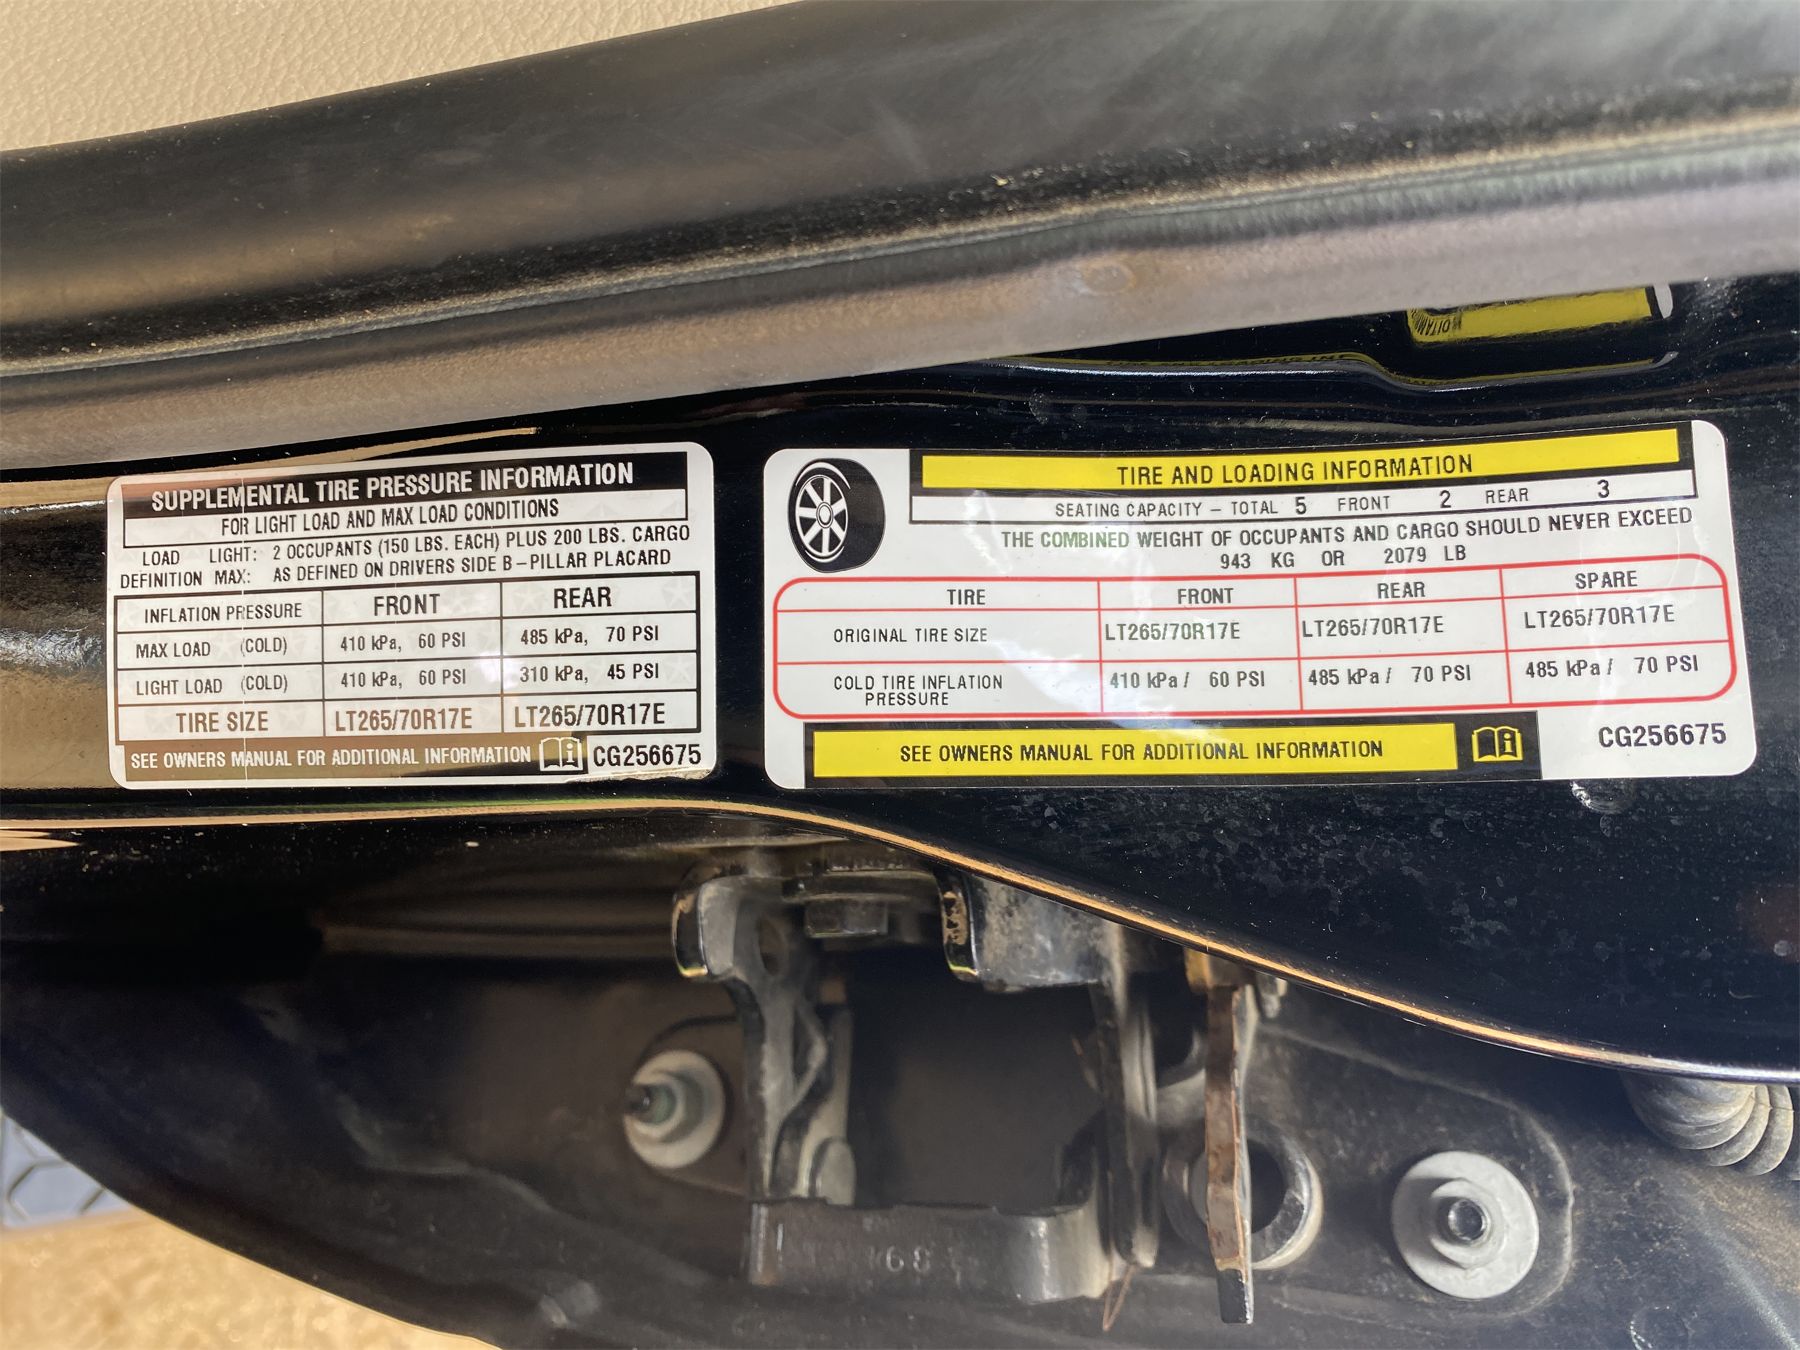 SUPPLEMENTAL TIRE PRESSURE INFORMATION
FOR LIGHT LOAD AND MAX LOAD CONDITIONS
LOAD LIGHT: 2 OCCUPANTS (150 LBS. EACH) PLUS 200 LBS. CARGO
DEFINITION MAX: AS DEFINED ON DRIVERS SIDE B-PILLAR PLACARD
INFLATION PRESSURE FRONT REAR
MAX LOAD (COLD) 410 kPa, 60 PSI 485 kPa, 70 PSI
LIGHT LOAD (COLD) 410 kPa, 60 PSI 310 kPa, 45 PSI
TIRE SIZE LT265/70R17E LT265/70R17E
SEE OWNERS MANUAL FOR ADDITIONAL INFORMATION CG256675
TIRE AND LOADING INFORMATION
SEATING CAPACITY - TOTAL 5 FRONT 2 REAR 3
THE COMBINED WEIGHT OF OCCUPANTS AND CARGO SHOULD NEVER EXCEED
943 KG OR 2079 LB
TIRE FRONT REAR SPARE
ORIGINAL TIRE SIZE LT265/70R17E LT265/70R17E LT265/70R17E
COLD TIRE INFLATION PRESSURE 410 kPa / 60 PSI 485 kPa / 70 PSI 485 kPa / 70 PSI
SEE OWNERS MANUAL FOR ADDITIONAL INFORMATION CG256675